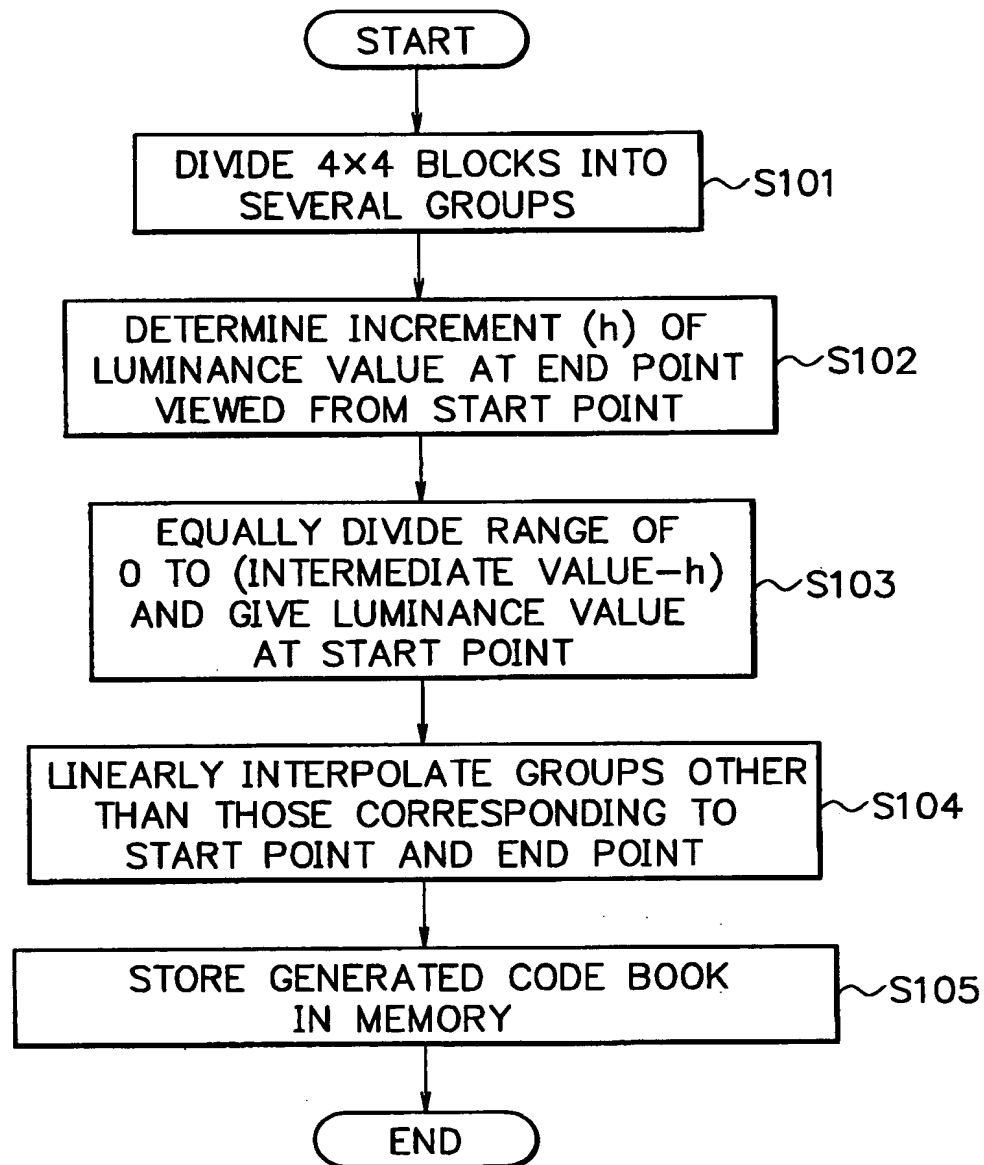 START
DIVIDE 4×4 BLOCKS INTO
SEVERAL GROUPS
S101
DETERMINE INCREMENT (h) OF
LUMINANCE VALUE AT END POINT
VIEWED FROM START POINT
S102
EQUALLY DIVIDE RANGE OF
0 TO (INTERMEDIATE VALUE–h)
AND GIVE LUMINANCE VALUE
AT START POINT
S103
LINEARLY INTERPOLATE GROUPS OTHER
THAN THOSE CORRESPONDING TO
START POINT AND END POINT
S104
STORE GENERATED CODE BOOK
IN MEMORY
S105
END